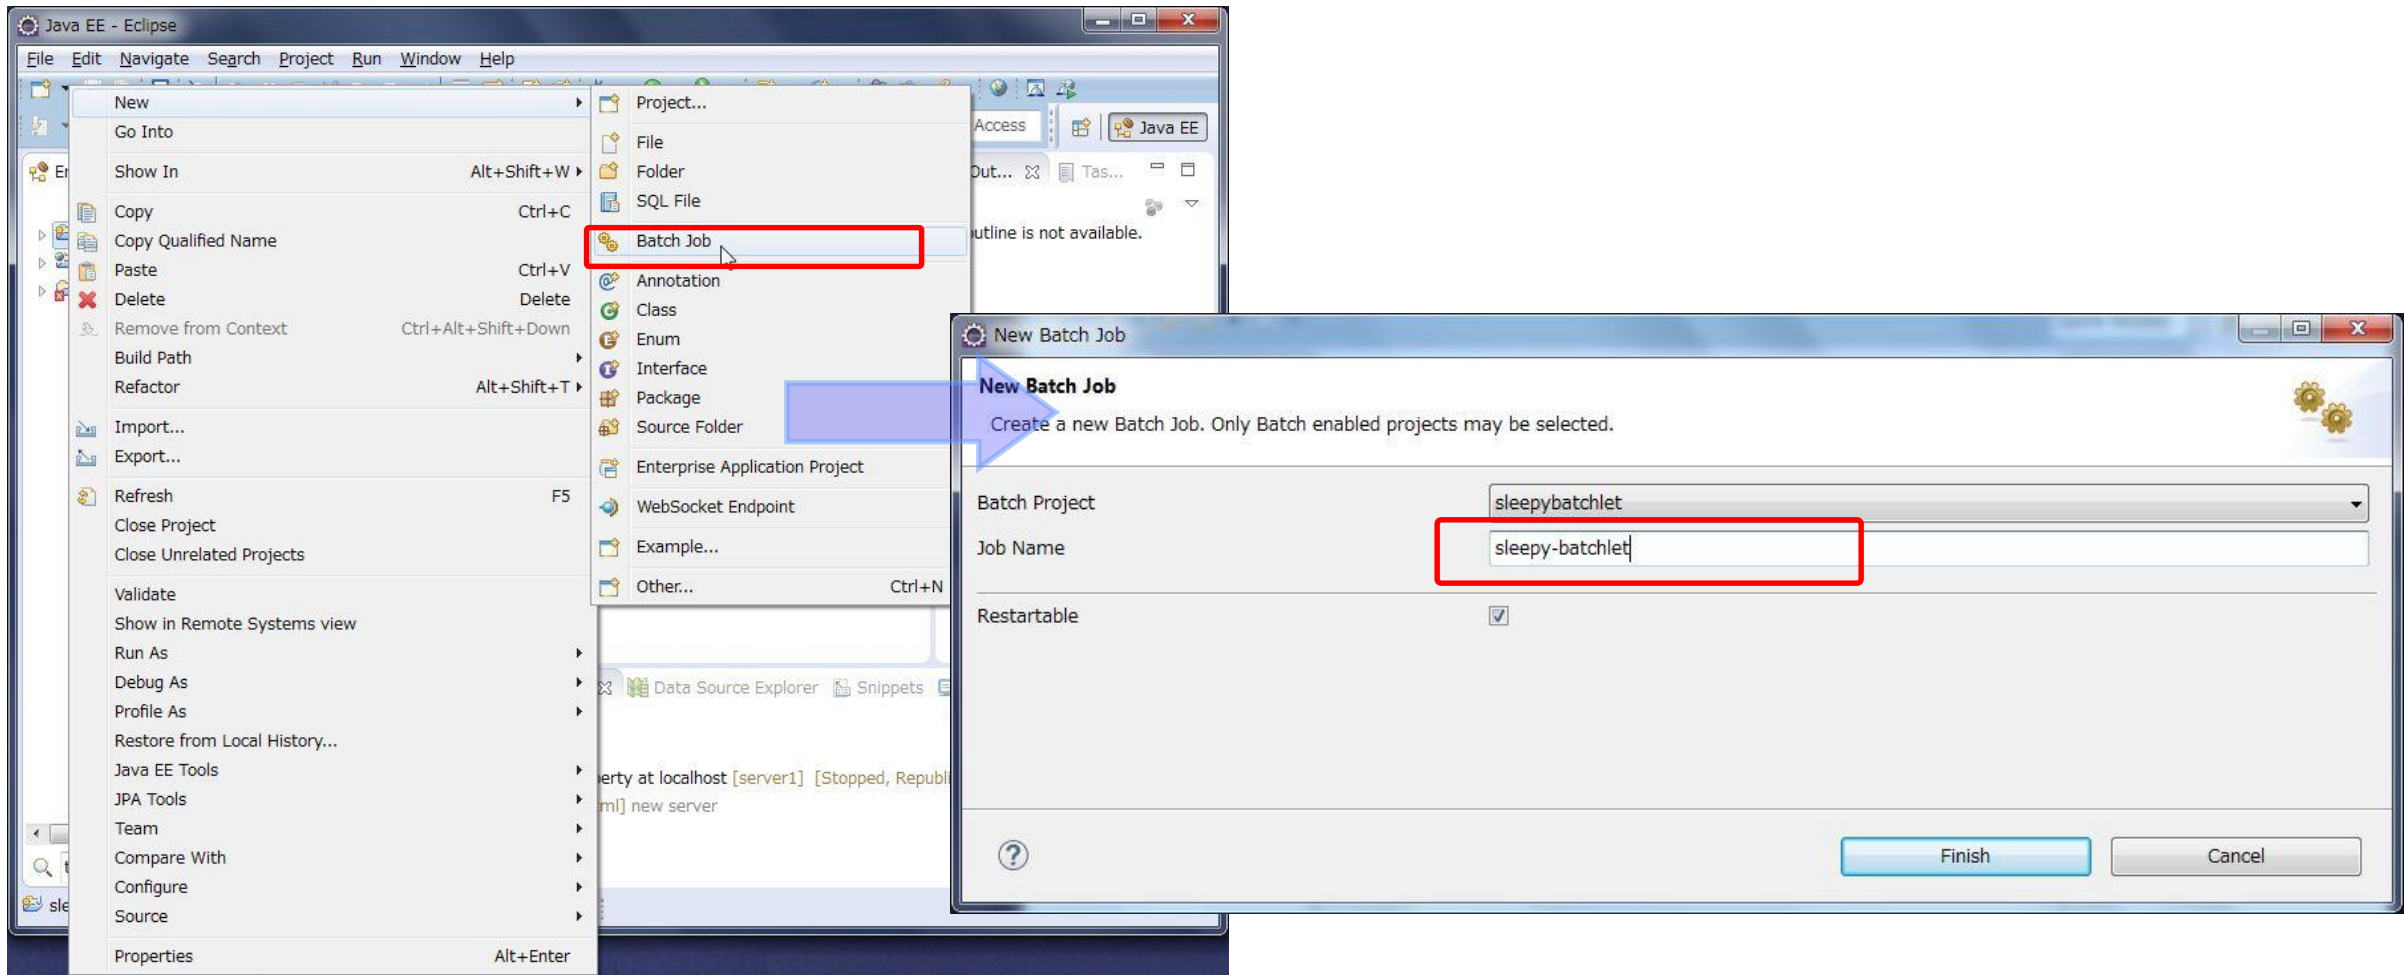 Java EE - Eclipse
File Edit Navigate Search Project Run Window Help
Access
Java EE
Out...
Tas...
utline is not available.
New
Go Into
Show In Alt+Shift+W
Copy Ctrl+C
Copy Qualified Name
Paste Ctrl+V
Delete Delete
Remove from Context Ctrl+Alt+Shift+Down
Build Path
Refactor Alt+Shift+T
Import...
Export...
Refresh F5
Close Project
Close Unrelated Projects
Validate
Show in Remote Systems view
Run As
Debug As
Profile As
Restore from Local History...
Java EE Tools
JPA Tools
Team
Compare With
Configure
Source
Properties Alt+Enter
Project...
File
Folder
SQL File
Batch Job
Annotation
Class
Enum
Interface
Package
Source Folder
Enterprise Application Project
WebSocket Endpoint
Example...
Other... Ctrl+N
Data Source Explorer Snippets
erty at localhost [server1] [Stopped, Republi
ml] new server
sle
New Batch Job
New Batch Job
Create a new Batch Job. Only Batch enabled projects may be selected.
Batch Project sleepybatchlet
Job Name sleepy-batchlet
Restartable
Finish Cancel